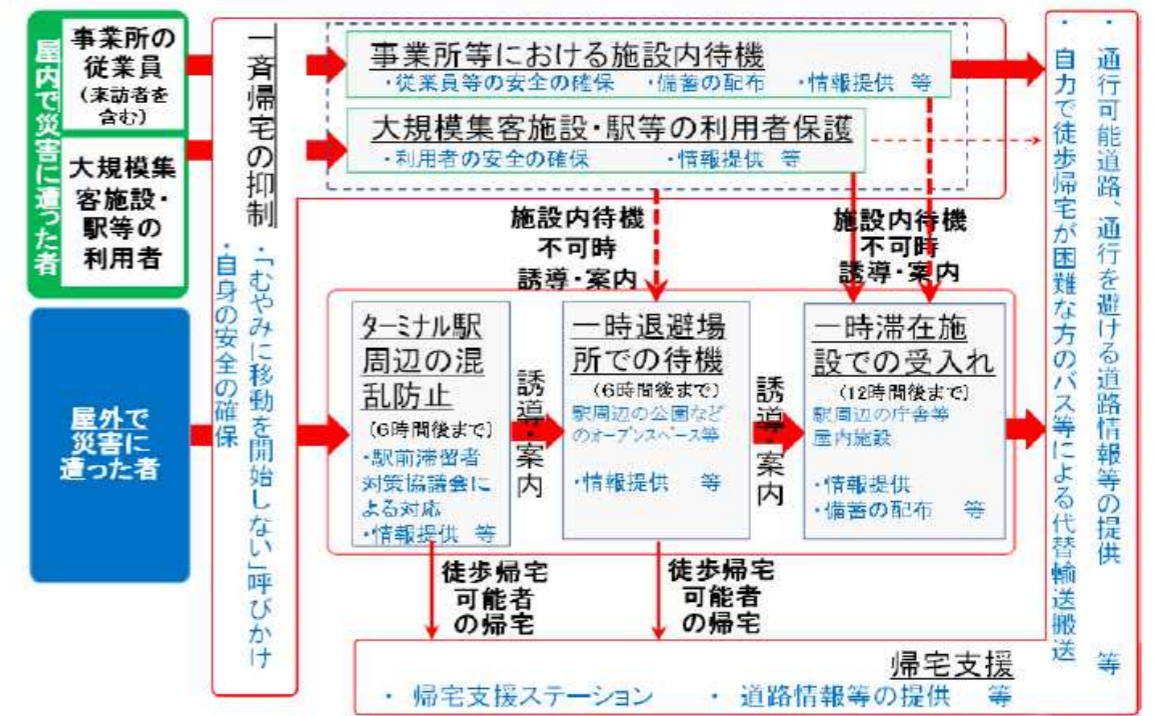 屋内で災害に遭った者
事業所の
従業員
(来訪者を
含む)
大規模集
客施設・
駅等の
利用者
屋外で
災害に
遭った者
一斉帰宅の抑制
・「むやみに移動を開始しない」呼びかけ
・自身の安全の確保
事業所等における施設内待機
・従業員等の安全の確保 ・備蓄の配布 ・情報提供 等
大規模集客施設・駅等の利用者保護
・利用者の安全の確保 ・情報提供 等
施設内待機
不可時
誘導・案内
施設内待機
不可時
誘導・案内
ターミナル駅
周辺の混
乱防止
(6時間後まで)
・駅前滞留者
対策協議会に
よる対応
・情報提供 等
誘導・案内
一時退避場
所での待機
(6時間後まで)
駅周辺の公園など
のオープンスペース等
・情報提供 等
誘導・案内
一時滞在施
設での受入れ
(12時間後まで)
駅周辺の庁舎等
屋内施設
・情報提供
・備蓄の配布 等
徒歩帰宅
可能者
の帰宅
徒歩帰宅
可能者
の帰宅
・通行可能道路、通行を避ける道路情報等の提供
・自力で徒歩帰宅が困難な方のバス等による代替輸送搬送 等
帰宅支援
・ 帰宅支援ステーション ・ 道路情報等の提供 等